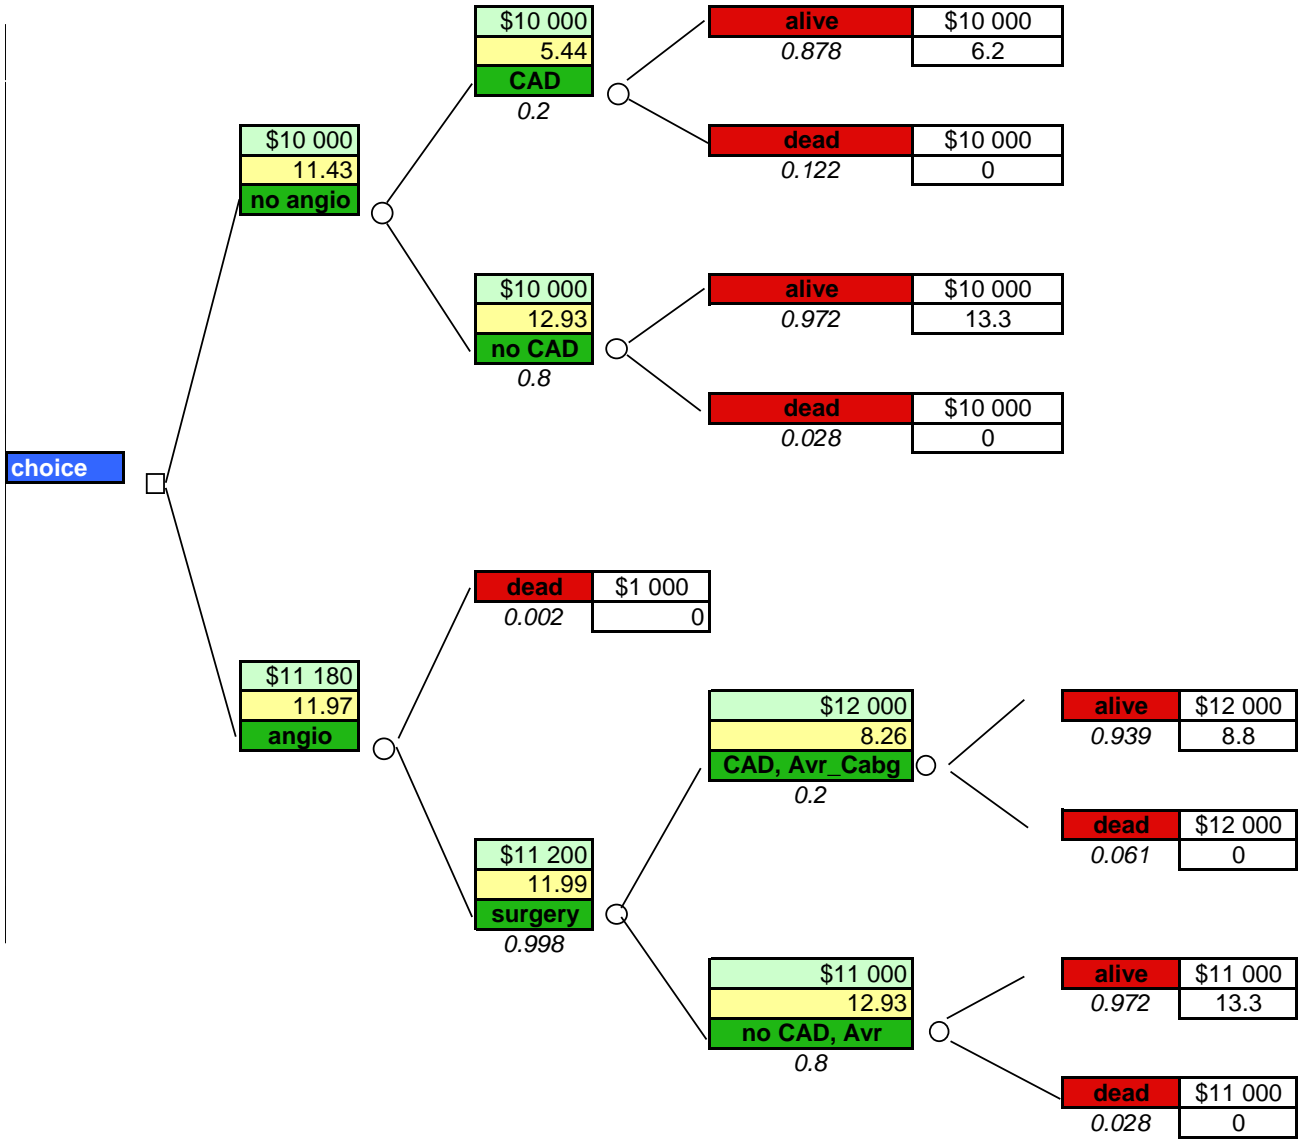 $10 000
5.44
CAD
0.2
alive $10 000
0.878 6.2
dead $10 000
0.122 0
$10 000
11.43
no angio
$10 000
12.93
no CAD
0.8
alive $10 000
0.972 13.3
dead $10 000
0.028 0
choice
dead $1 000
0.002 0
$11 180
11.97
angio
$12 000
8.26
CAD, Avr_Cabg
0.2
alive $12 000
0.939 8.8
dead $12 000
0.061 0
$11 200
11.99
surgery
0.998
$11 000
12.93
no CAD, Avr
0.8
alive $11 000
0.972 13.3
dead $11 000
0.028 0